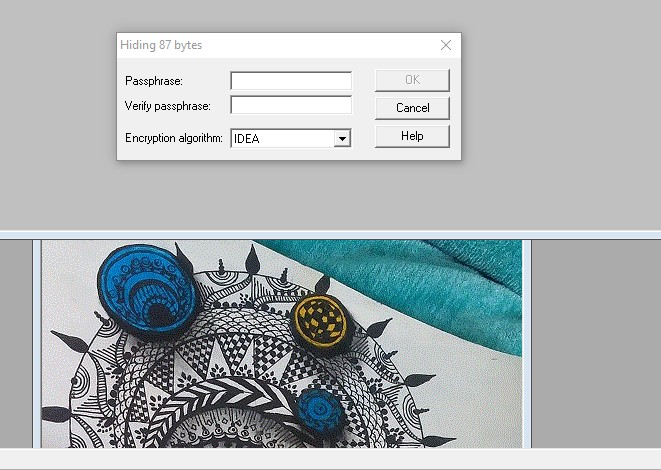 Hiding 87 bytes
Passphrase:
OK
Verify passphrase:
Cancel
Encryption algorithm:
IDEA
Help